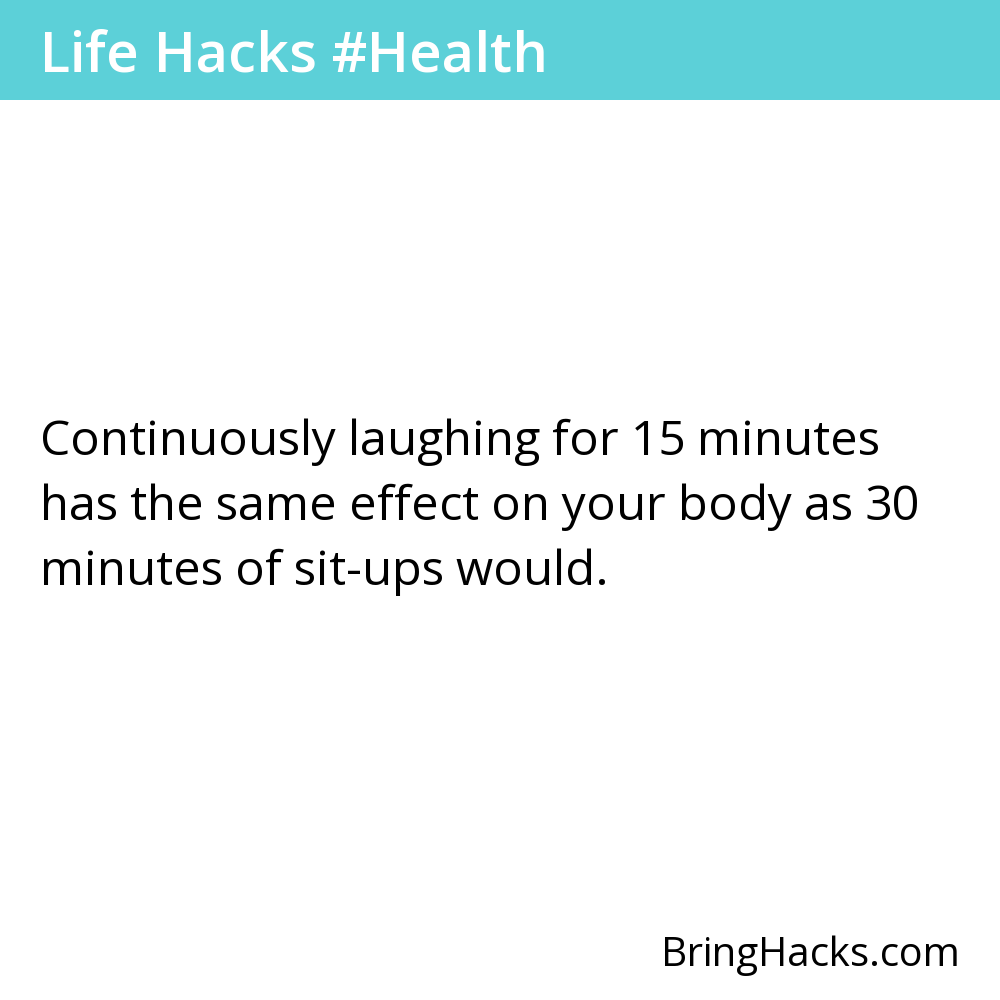 Life Hacks #Health
Continuously laughing for 15 minutes
has the same effect on your body as 30
minutes of sit-ups would.
BringHacks.com